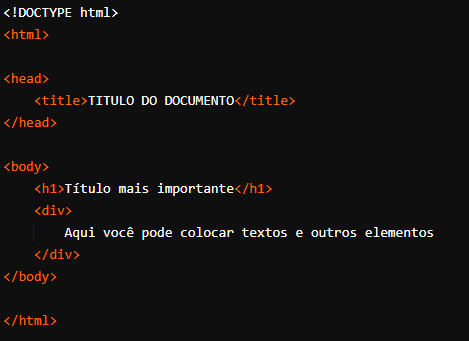 <!DOCTYPE html>
<html>
<head>
<title>TITULO DO DOCUMENTO</title>
</head>
<body>
<h1>Título mais importante</h1>
<div>
Aqui você pode colocar textos e outros elementos
</div>
</body>
</html>